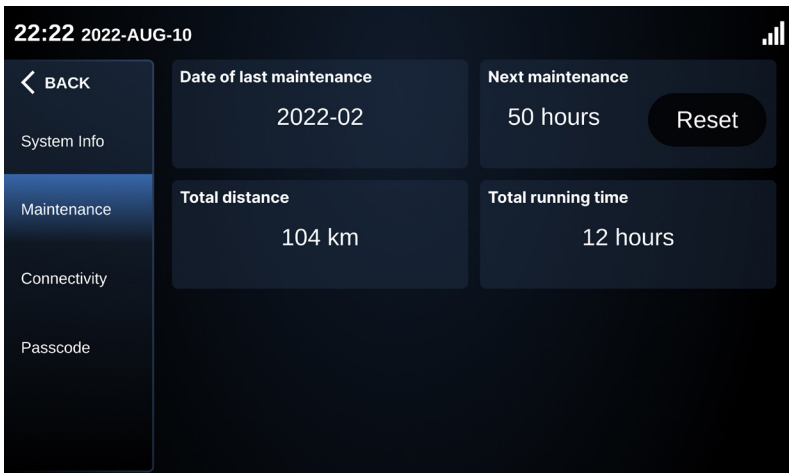 22:22 2022-AUG-10
BACK
System Info
Maintenance
Connectivity
Passcode
Date of last maintenance
2022-02
Next maintenance
50 hours
Reset
Total distance
104 km
Total running time
12 hours